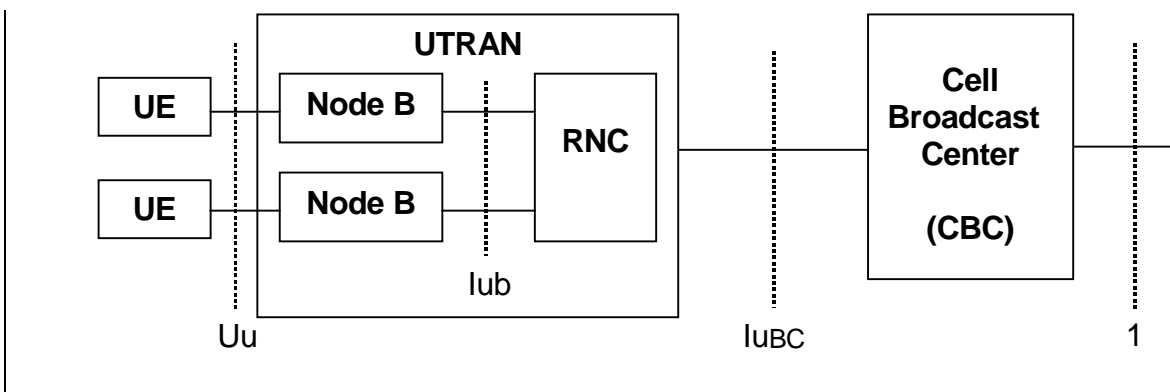 UTRAN
UE
Node B
RNC
UE
Node B
Iub
Cell
Broadcast
Center
(CBC)
Uu
IuBC
1